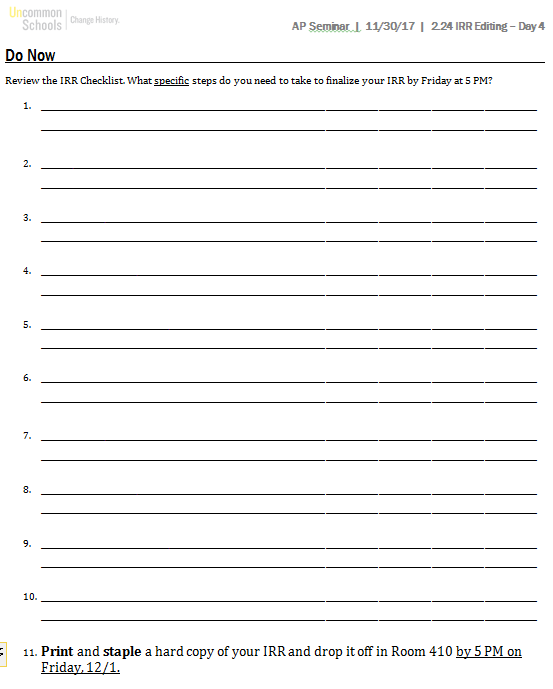 Uncommon
Schools
Change History.
AP Seminar | 11/30/17 | 2.24 IRR Editing – Day 4
Do Now
Review the IRR Checklist. What specific steps do you need to take to finalize your IRR by Friday at 5 PM?
1.
2.
3.
4.
5.
6.
7.
8.
9.
10.
11. Print and staple a hard copy of your IRR and drop it off in Room 410 by 5 PM on
Friday, 12/1.